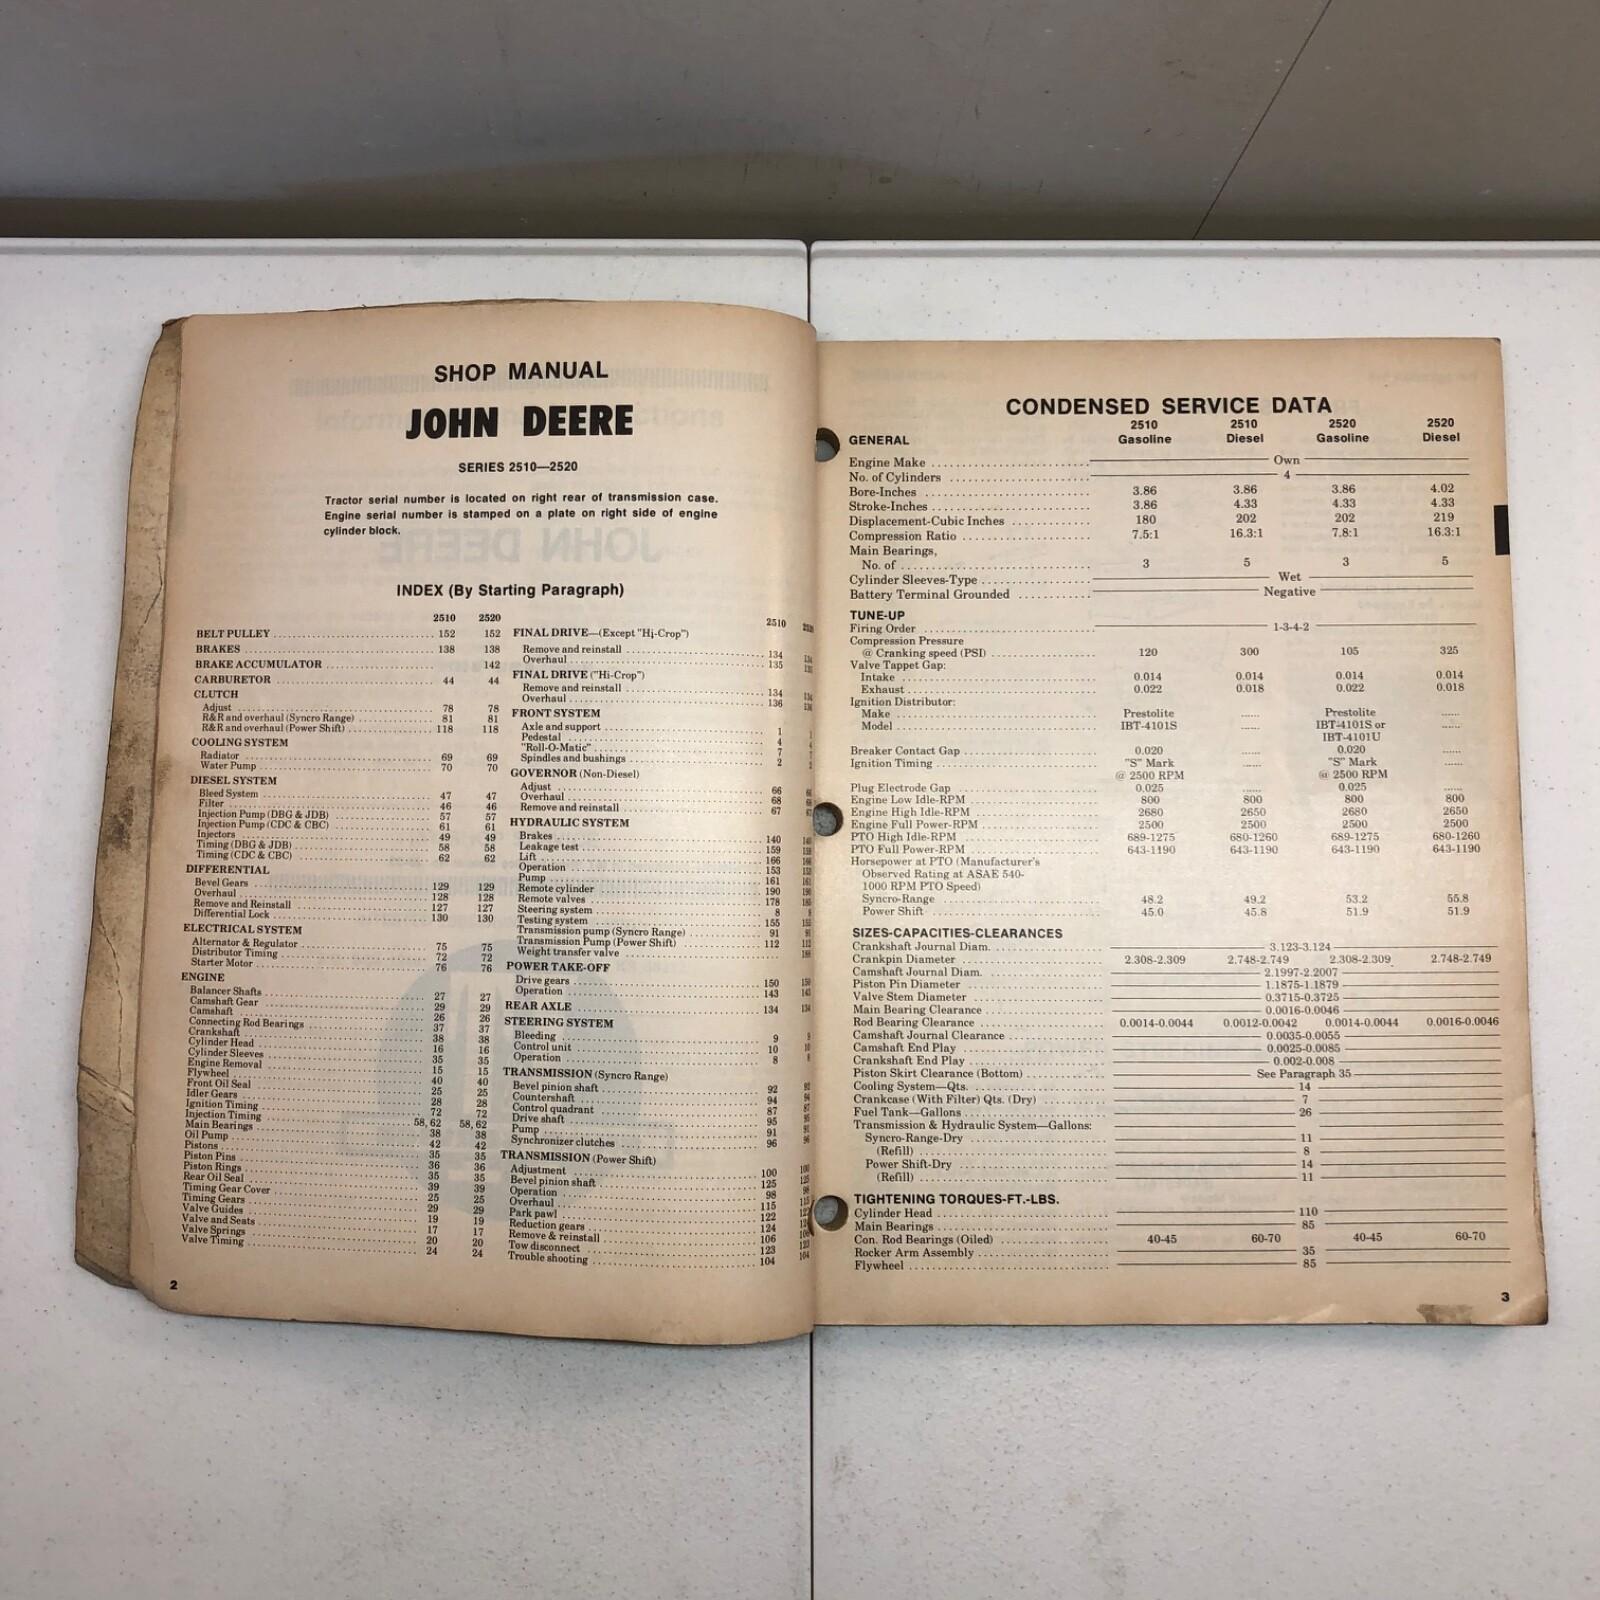 SHOP MANUAL
JOHN DEERE
SERIES 2510—2520
Tractor serial number is located on right rear of transmission case.
Engine serial number is stamped on a plate on right side of engine
cylinder block.
INDEX (By Starting Paragraph)
2510 2520
BELT PULLEY 152 152
BRAKES 138 138
BRAKE ACCUMULATOR 142
CARBURETOR 44 44
CLUTCH
Adjust 78 78
R&R and overhaul (Syncro Range) 81 81
R&R and overhaul (Power Shift) 118 118
COOLING SYSTEM
Radiator 69 69
Water Pump 70 70
DIESEL SYSTEM
Bleed System 47 47
Filter 46 46
Injection Pump (DBG & JDB) 57 57
Injection Pump (CDC & CBC) 61 61
Injectors 49 49
Timing (DBG & JDB) 58 58
Timing (CDC & CBC) 62 62
DIFFERENTIAL
Bevel Gears 129 129
Overhaul 128 128
Remove and Reinstall 127 127
Differential Lock 130 130
ELECTRICAL SYSTEM
Alternator & Regulator 75 75
Distributor Timing 72 72
Starter Motor 76 76
ENGINE
Balancer Shafts 27 27
Camshaft Gear 29 29
Camshaft 26 26
Connecting Rod Bearings 37 37
Crankshaft 38 38
Cylinder Head 16 16
Cylinder Sleeves 35 35
Engine Removal 15 15
Flywheel 40 40
Front Oil Seal 25 25
Idler Gears 28 28
Ignition Timing 72 72
Injection Timing 58, 62 58, 62
Main Bearings 38 38
Oil Pump 42 42
Pistons 35 35
Piston Pins 36 36
Piston Rings 35 35
Rear Oil Seal 39 39
Timing Gear Cover 25 25
Timing Gears 29 29
Valve Guides 19 19
Valve and Seats 17 17
Valve Springs 20 20
Valve Timing 24 24
2510
FINAL DRIVE—(Except "Hi-Crop")
Remove and reinstall 134
Overhaul 135
FINAL DRIVE ("Hi-Crop")
Remove and reinstall 134
Overhaul 136
FRONT SYSTEM
Axle and support 1
Pedestal 4
"Roll-O-Matic" 7
Spindles and bushings 2
GOVERNOR (Non-Diesel)
Adjust 66
Overhaul 68
Remove and reinstall 67
HYDRAULIC SYSTEM
Brakes 140
Leakage test 159
Lift 166
Operation 153
Pump 161
Remote cylinder 190
Remote valves 178
Steering system 8
Testing system 155
Transmission pump (Syncro Range) 91
Transmission Pump (Power Shift) 112
Weight transfer valve
POWER TAKE-OFF
Drive gears 150
Operation 143
REAR AXLE 134
STEERING SYSTEM
Bleeding 9
Control unit 10
Operation 8
TRANSMISSION (Syncro Range)
Bevel pinion shaft 92
Countershaft 94
Control quadrant 87
Drive shaft 95
Pump 91
Synchronizer clutches 96
TRANSMISSION (Power Shift)
Adjustment 100
Bevel pinion shaft 125
Operation 98
Overhaul 115
Park pawl 122
Reduction gears 124
Remove & reinstall 106
Tow disconnect 123
Trouble shooting 104
2
CONDENSED SERVICE DATA
2510 2510 2520 2520
GENERAL Gasoline Diesel Gasoline Diesel
Engine Make Own
No. of Cylinders 4
Bore-Inches 3.86 3.86 3.86 4.02
Stroke-Inches 3.86 4.33 4.33 4.33
Displacement-Cubic Inches 180 202 202 219
Compression Ratio 7.5:1 16.3:1 7.8:1 16.3:1
Main Bearings,
No. of 3 5 3 5
Cylinder Sleeves-Type Wet
Battery Terminal Grounded Negative
TUNE-UP
Firing Order 1-3-4-2
Compression Pressure
@ Cranking speed (PSI) 120 300 105 325
Valve Tappet Gap:
Intake 0.014 0.014 0.014 0.014
Exhaust 0.022 0.018 0.022 0.018
Ignition Distributor:
Make Prestolite ...... Prestolite ......
Model IBT-4101S ...... IBT-4101S or ......
IBT-4101U
Breaker Contact Gap 0.020 ...... 0.020 ......
Ignition Timing "S" Mark ...... "S" Mark ......
@ 2500 RPM @ 2500 RPM
Plug Electrode Gap 0.025 ...... 0.025 ......
Engine Low Idle-RPM 800 800 800 800
Engine High Idle-RPM 2680 2650 2680 2650
Engine Full Power-RPM 2500 2500 2500 2500
PTO High Idle-RPM 689-1275 680-1260 689-1275 680-1260
PTO Full Power-RPM 643-1190 643-1190 643-1190 643-1190
Horsepower at PTO (Manufacturer's
Observed Rating at ASAE 540-
1000 RPM PTO Speed)
Syncro-Range 48.2 49.2 53.2 55.8
Power Shift 45.0 45.8 51.9 51.9
SIZES-CAPACITIES-CLEARANCES
Crankshaft Journal Diam. 3.123-3.124
Crankpin Diameter 2.308-2.309 2.748-2.749 2.308-2.309 2.748-2.749
Camshaft Journal Diam. 2.1997-2.2007
Piston Pin Diameter 1.1875-1.1879
Valve Stem Diameter 0.3715-0.3725
Main Bearing Clearance 0.0016-0.0046
Rod Bearing Clearance 0.0014-0.0044 0.0012-0.0042 0.0014-0.0044 0.0016-0.0046
Camshaft Journal Clearance 0.0035-0.0055
Camshaft End Play 0.0025-0.0085
Crankshaft End Play 0.002-0.008
Piston Skirt Clearance (Bottom) See Paragraph 35
Cooling System—Qts. 14
Crankcase (With Filter) Qts. (Dry) 7
Fuel Tank—Gallons 26
Transmission & Hydraulic System—Gallons:
Syncro-Range-Dry 11
(Refill) 8
Power Shift-Dry 14
(Refill) 11
TIGHTENING TORQUES-FT.-LBS.
Cylinder Head 110
Main Bearings 85
Con. Rod Bearings (Oiled) 40-45 60-70 40-45 60-70
Rocker Arm Assembly 35
Flywheel 85
3